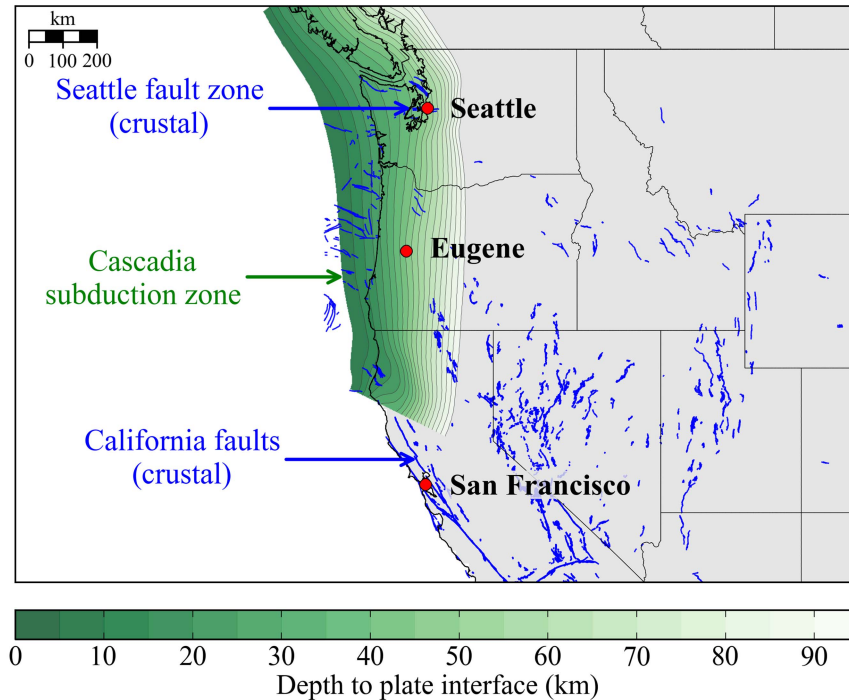 km
0 100 200
Seattle fault zone
(crustal)
Seattle
Eugene
Cascadia
subduction zone
California faults
(crustal)
San Francisco
0 10 20 30 40 50 60 70 80 90
Depth to plate interface (km)